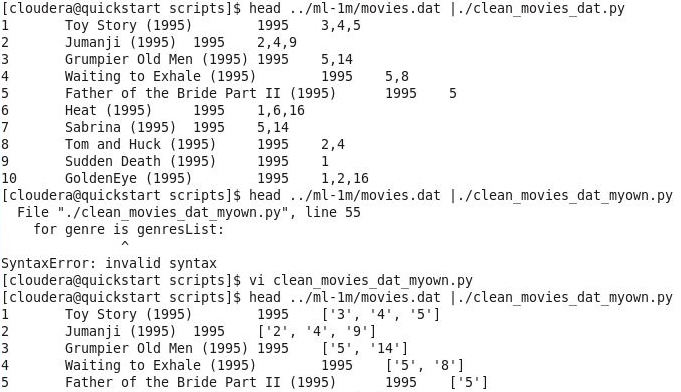 [cloudera@quickstart scripts]$ head ../ml-1m/movies.dat |./clean_movies_dat.py
1       Toy Story (1995)        1995    3,4,5
2       Jumanji (1995)  1995    2,4,9
3       Grumpier Old Men (1995) 1995    5,14
4       Waiting to Exhale (1995)        1995    5,8
5       Father of the Bride Part II (1995)      1995    5
6       Heat (1995)     1995    1,6,16
7       Sabrina (1995)  1995    5,14
8       Tom and Huck (1995)     1995    2,4
9       Sudden Death (1995)     1995    1
10      GoldenEye (1995)        1995    1,2,16
[cloudera@quickstart scripts]$ head ../ml-1m/movies.dat |./clean_movies_dat_myown.py
  File "./clean_movies_dat_myown.py", line 55
    for genre is genresList:
               ^
SyntaxError: invalid syntax
[cloudera@quickstart scripts]$ vi clean_movies_dat_myown.py
[cloudera@quickstart scripts]$ head ../ml-1m/movies.dat |./clean_movies_dat_myown.py
1       Toy Story (1995)        1995    ['3', '4', '5']
2       Jumanji (1995)  1995    ['2', '4', '9']
3       Grumpier Old Men (1995) 1995    ['5', '14']
4       Waiting to Exhale (1995)        1995    ['5', '8']
5       Father of the Bride Part II (1995)      1995    ['5']